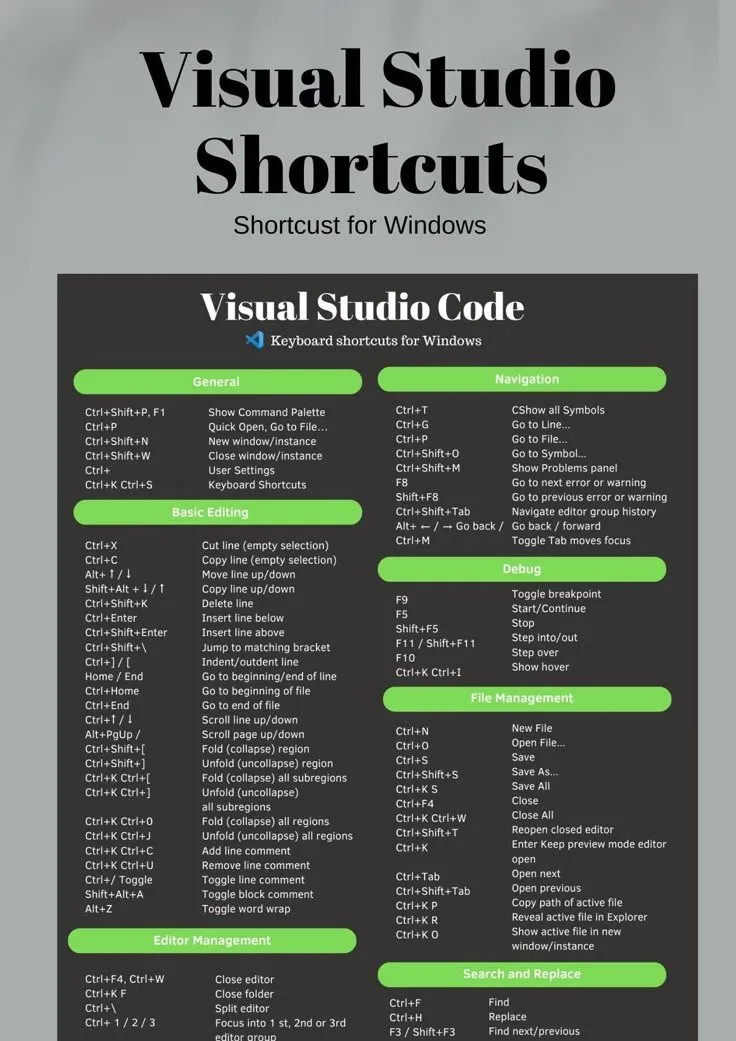 Visual Studio
Shortcuts
Shortcust for Windows
Visual Studio Code
Keyboard shortcuts for Windows
General
Ctrl+Shift+P, F1 Show Command Palette
Ctrl+P Quick Open, Go to File...
Ctrl+Shift+N New window/instance
Ctrl+Shift+W Close window/instance
Ctrl+ User Settings
Ctrl+K Ctrl+S Keyboard Shortcuts
Basic Editing
Ctrl+X Cut line (empty selection)
Ctrl+C Copy line (empty selection)
Alt+ ↑ / ↓ Move line up/down
Shift+Alt + ↓ / ↑ Copy line up/down
Ctrl+Shift+K Delete line
Ctrl+Enter Insert line below
Ctrl+Shift+Enter Insert line above
Ctrl+Shift+\ Jump to matching bracket
Ctrl+] / [ Indent/outdent line
Home / End Go to beginning/end of line
Ctrl+Home Go to beginning of file
Ctrl+End Go to end of file
Ctrl+↑ / ↓ Scroll line up/down
Alt+PgUp / Scroll page up/down
Ctrl+Shift+[ Fold (collapse) region
Ctrl+Shift+] Unfold (uncollapse) region
Ctrl+K Ctrl+[ Fold (collapse) all subregions
Ctrl+K Ctrl+] Unfold (uncollapse)
all subregions
Ctrl+K Ctrl+0 Fold (collapse) all regions
Ctrl+K Ctrl+J Unfold (uncollapse) all regions
Ctrl+K Ctrl+C Add line comment
Ctrl+K Ctrl+U Remove line comment
Ctrl+/ Toggle Toggle line comment
Shift+Alt+A Toggle block comment
Alt+Z Toggle word wrap
Editor Management
Ctrl+F4, Ctrl+W Close editor
Ctrl+K F Close folder
Ctrl+\ Split editor
Ctrl+ 1 / 2 / 3 Focus into 1 st, 2nd or 3rd
editor group
Navigation
Ctrl+T CShow all Symbols
Ctrl+G Go to Line...
Ctrl+P Go to File...
Ctrl+Shift+O Go to Symbol...
Ctrl+Shift+M Show Problems panel
F8 Go to next error or warning
Shift+F8 Go to previous error or warning
Ctrl+Shift+Tab Navigate editor group history
Alt+ ← / → Go back / Go back / forward
Ctrl+M Toggle Tab moves focus
Debug
F9 Toggle breakpoint
F5 Start/Continue
Shift+F5 Stop
F11 / Shift+F11 Step into/out
F10 Step over
Ctrl+K Ctrl+I Show hover
File Management
Ctrl+N New File
Ctrl+O Open File...
Ctrl+S Save
Ctrl+Shift+S Save As...
Ctrl+K S Save All
Ctrl+F4 Close
Ctrl+K Ctrl+W Close All
Ctrl+Shift+T Reopen closed editor
Ctrl+K Enter Keep preview mode editor
open
Ctrl+Tab Open next
Ctrl+Shift+Tab Open previous
Ctrl+K P Copy path of active file
Ctrl+K R Reveal active file in Explorer
Ctrl+K O Show active file in new
window/instance
Search and Replace
Ctrl+F Find
Ctrl+H Replace
F3 / Shift+F3 Find next/previous